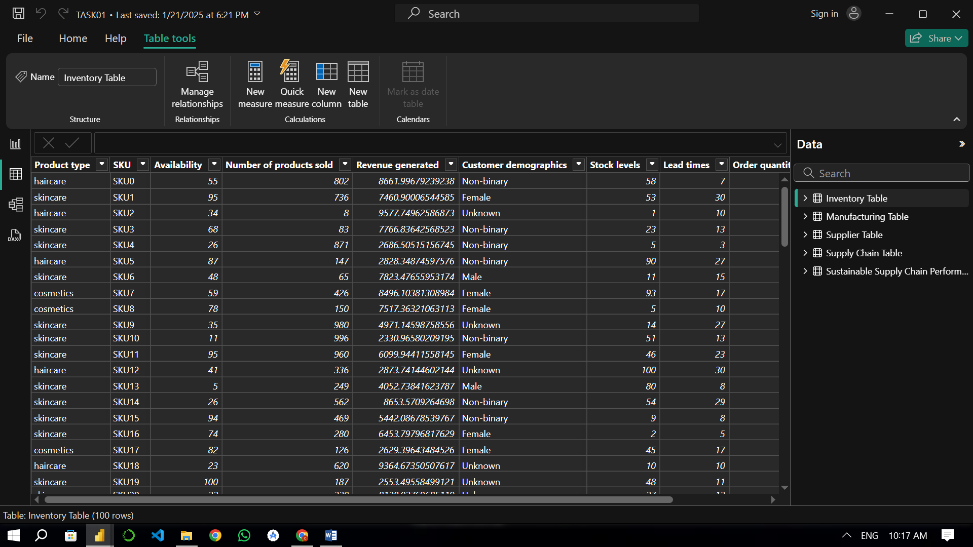 TASK01 • Last saved: 1/21/2025 at 6:21 PM
Search
Sign in
File Home Help Table tools
Share
Name Inventory Table
Manage relationships
New measure
Quick measure
New column
New table
Mark as date table
Structure Relationships Calculations Calendars
Data
Product type SKU Availability Number of products sold Revenue generated Customer demographics Stock levels Lead times Order quantit
Search
haircare SKU0 55 802 8661.99679239238 Non-binary 58 7
skincare SKU1 95 736 7460.90006544585 Female 53 30
haircare SKU2 34 8 9577.74962586873 Unknown 1 10
skincare SKU3 68 83 7766.83642568523 Non-binary 23 13
skincare SKU4 26 871 2686.50515156745 Non-binary 5 3
haircare SKU5 87 147 2828.34874597576 Non-binary 90 27
skincare SKU6 48 65 7823.47655953174 Male 11 15
cosmetics SKU7 59 426 8496.10381308984 Female 93 17
cosmetics SKU8 78 150 7517.36321063113 Female 5 10
skincare SKU9 35 980 4971.14598758556 Unknown 14 27
skincare SKU10 11 996 2330.96580209195 Non-binary 51 13
skincare SKU11 95 960 6099.94411558145 Female 46 23
haircare SKU12 41 336 2873.74144602144 Unknown 100 30
skincare SKU13 5 249 4052.73841623787 Male 80 8
skincare SKU14 26 562 8653.5709264698 Non-binary 54 29
skincare SKU15 94 469 5442.08678539767 Non-binary 9 8
skincare SKU16 74 280 6453.79796817629 Female 2 5
cosmetics SKU17 82 126 2629.39643484526 Female 45 17
haircare SKU18 23 620 9364.67350507617 Unknown 10 10
skincare SKU19 100 187 2553.49558499121 Unknown 48 11
Inventory Table
Manufacturing Table
Supplier Table
Supply Chain Table
Sustainable Supply Chain Perform...
Table: Inventory Table (100 rows)
ENG 10:17 AM